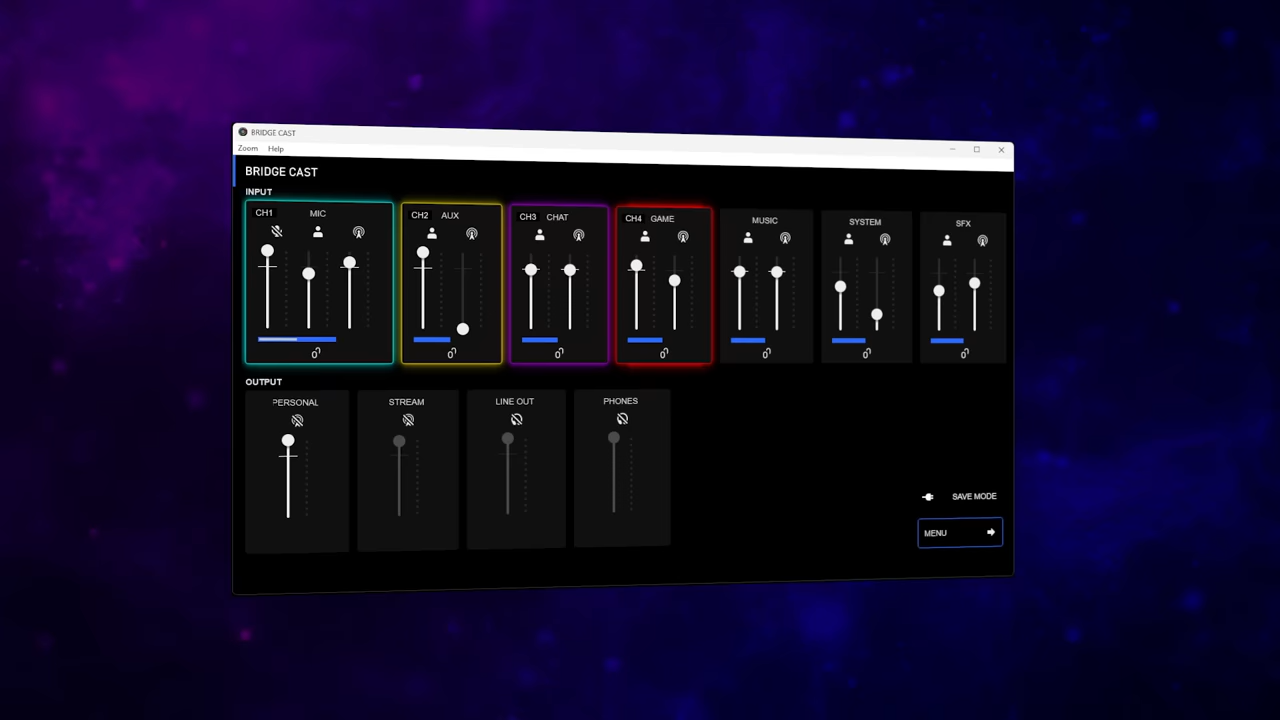 BRIDGE CAST
Zoom Help
BRIDGE CAST
INPUT
CH1 MIC
CH2 AUX
CH3 CHAT
CH4 GAME
MUSIC
SYSTEM
SFX
OUTPUT
PERSONAL
STREAM
LINE OUT
PHONES
SAVE MODE
MENU